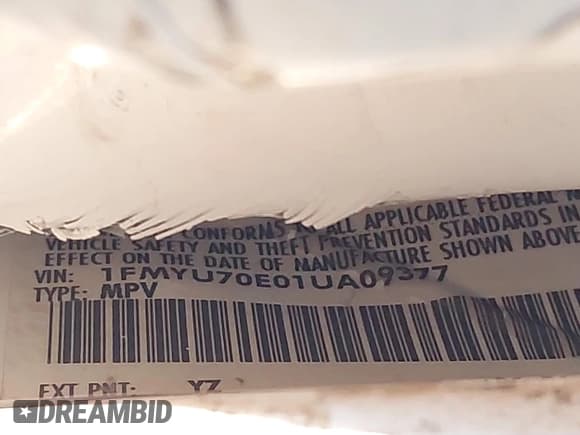 CONFORMS ALL APPLICABLE FEDERAL
VEHICLE SAFETY AND THEFT PREVENTION STANDARDS IN
EFFECT ON THE DATE OF MANUFACTURE SHOWN ABOVE
VIN: 1FMYU70E01UA09377
TYPE: MPV
EXT PNT: YZ
DREAMBID